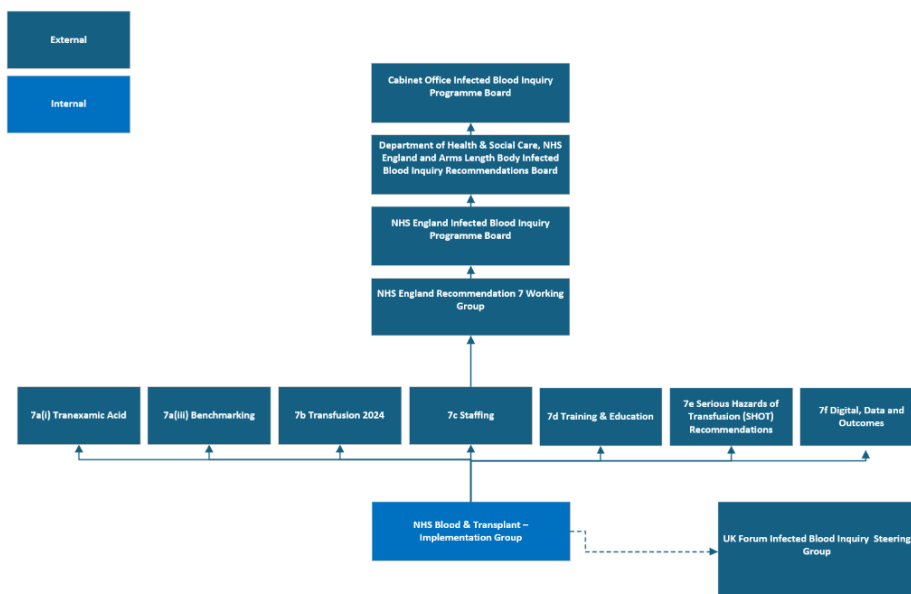 External
Internal
Cabinet Office Infected Blood Inquiry
Programme Board
Department of Health & Social Care, NHS
England and Arms Length Body Infected
Blood Inquiry Recommendations Board
NHS England Infected Blood Inquiry
Programme Board
NHS England Recommendation 7 Working
Group
7a(i) Tranexamic Acid
7a(iii) Benchmarking
7b Transfusion 2024
7c Staffing
7d Training & Education
7e Serious Hazards of
Transfusion (SHOT)
Recommendations
7f Digital, Data and
Outcomes
NHS Blood & Transplant –
Implementation Group
UK Forum Infected Blood Inquiry Steering
Group